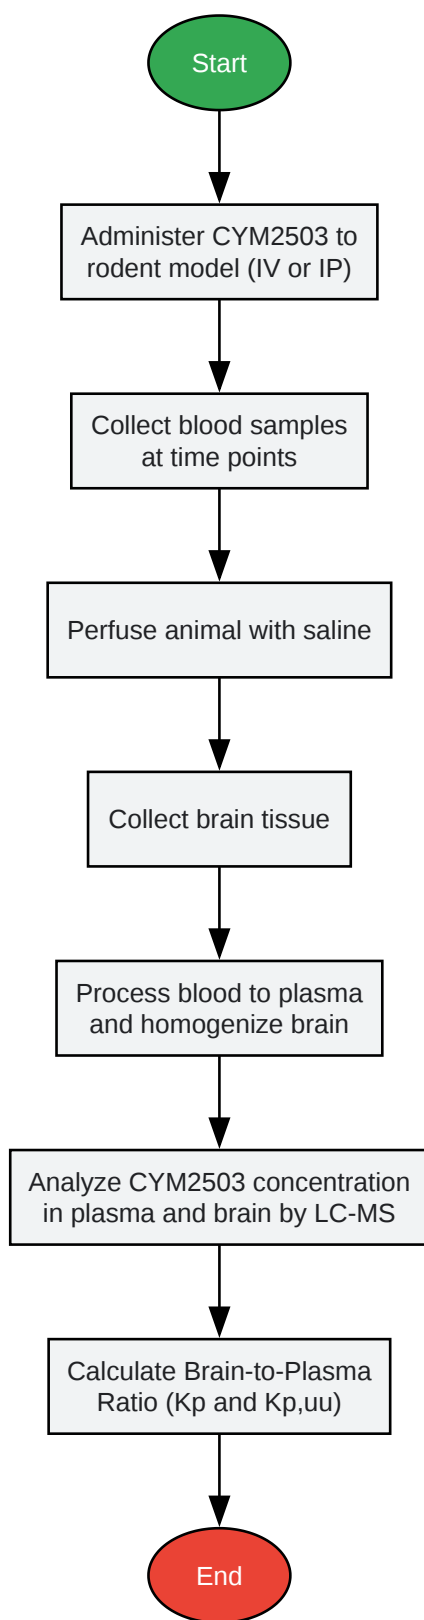 Start
Administer CYM2503 to
rodent model (IV or IP)
Collect blood samples
at time points
Perfuse animal with saline
Collect brain tissue
Process blood to plasma
and homogenize brain
Analyze CYM2503 concentration
in plasma and brain by LC-MS
Calculate Brain-to-Plasma
Ratio (Kp and Kp,uu)
End